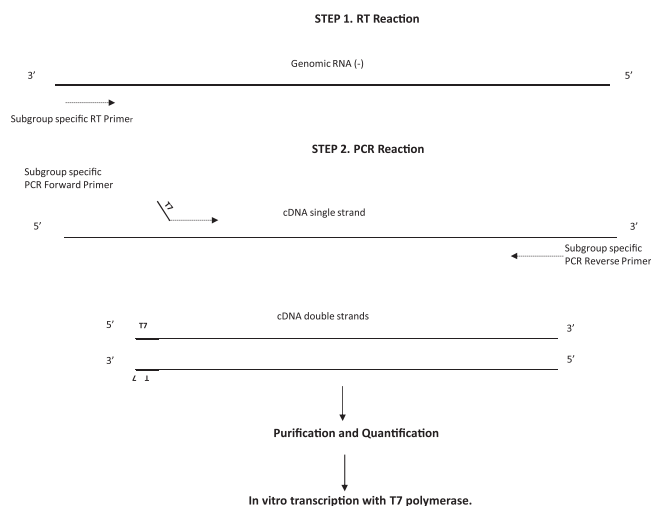 STEP 1. RT Reaction
Genomic RNA (-)
3’
5’
Subgroup specific RT Primer
STEP 2. PCR Reaction
Subgroup specific
PCR Forward Primer
T7
cDNA single strand
5’
3’
Subgroup specific
PCR Reverse Primer
cDNA double strands
5’
T7
3’
3’
5’
T7
Purification and Quantification
In vitro transcription with T7 polymerase.